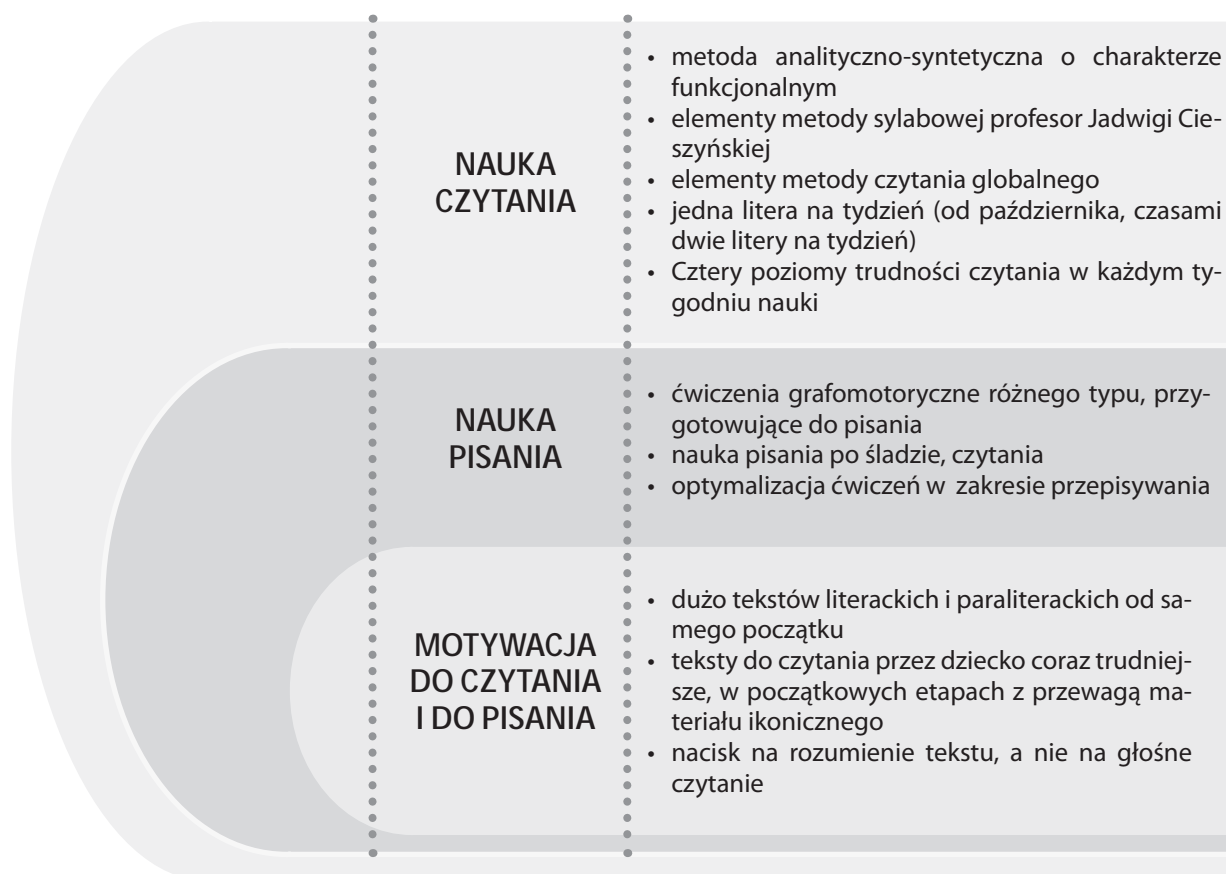 NAUKA
CZYTANIA
• metoda analityczno-syntetyczna o charakterze
funkcjonalnym
• elementy metody sylabowej profesor Jadwigi Cie-
szyńskiej
• elementy metody czytania globalnego
• jedna litera na tydzień (od października, czasami
dwie litery na tydzień)
• Cztery poziomy trudności czytania w każdym ty-
godniu nauki
NAUKA
PISANIA
• ćwiczenia grafomotoryczne różnego typu, przy-
gotowujące do pisania
• nauka pisania po śladzie, czytania
• optymalizacja ćwiczeń w zakresie przepisywania
MOTYWACJA
DO CZYTANIA
I DO PISANIA
• dużo tekstów literackich i paraliterackich od sa-
mego początku
• teksty do czytania przez dziecko coraz trudniej-
sze, w początkowych etapach z przewagą ma-
teriału ikonicznego
• nacisk na rozumienie tekstu, a nie na głośne
czytanie